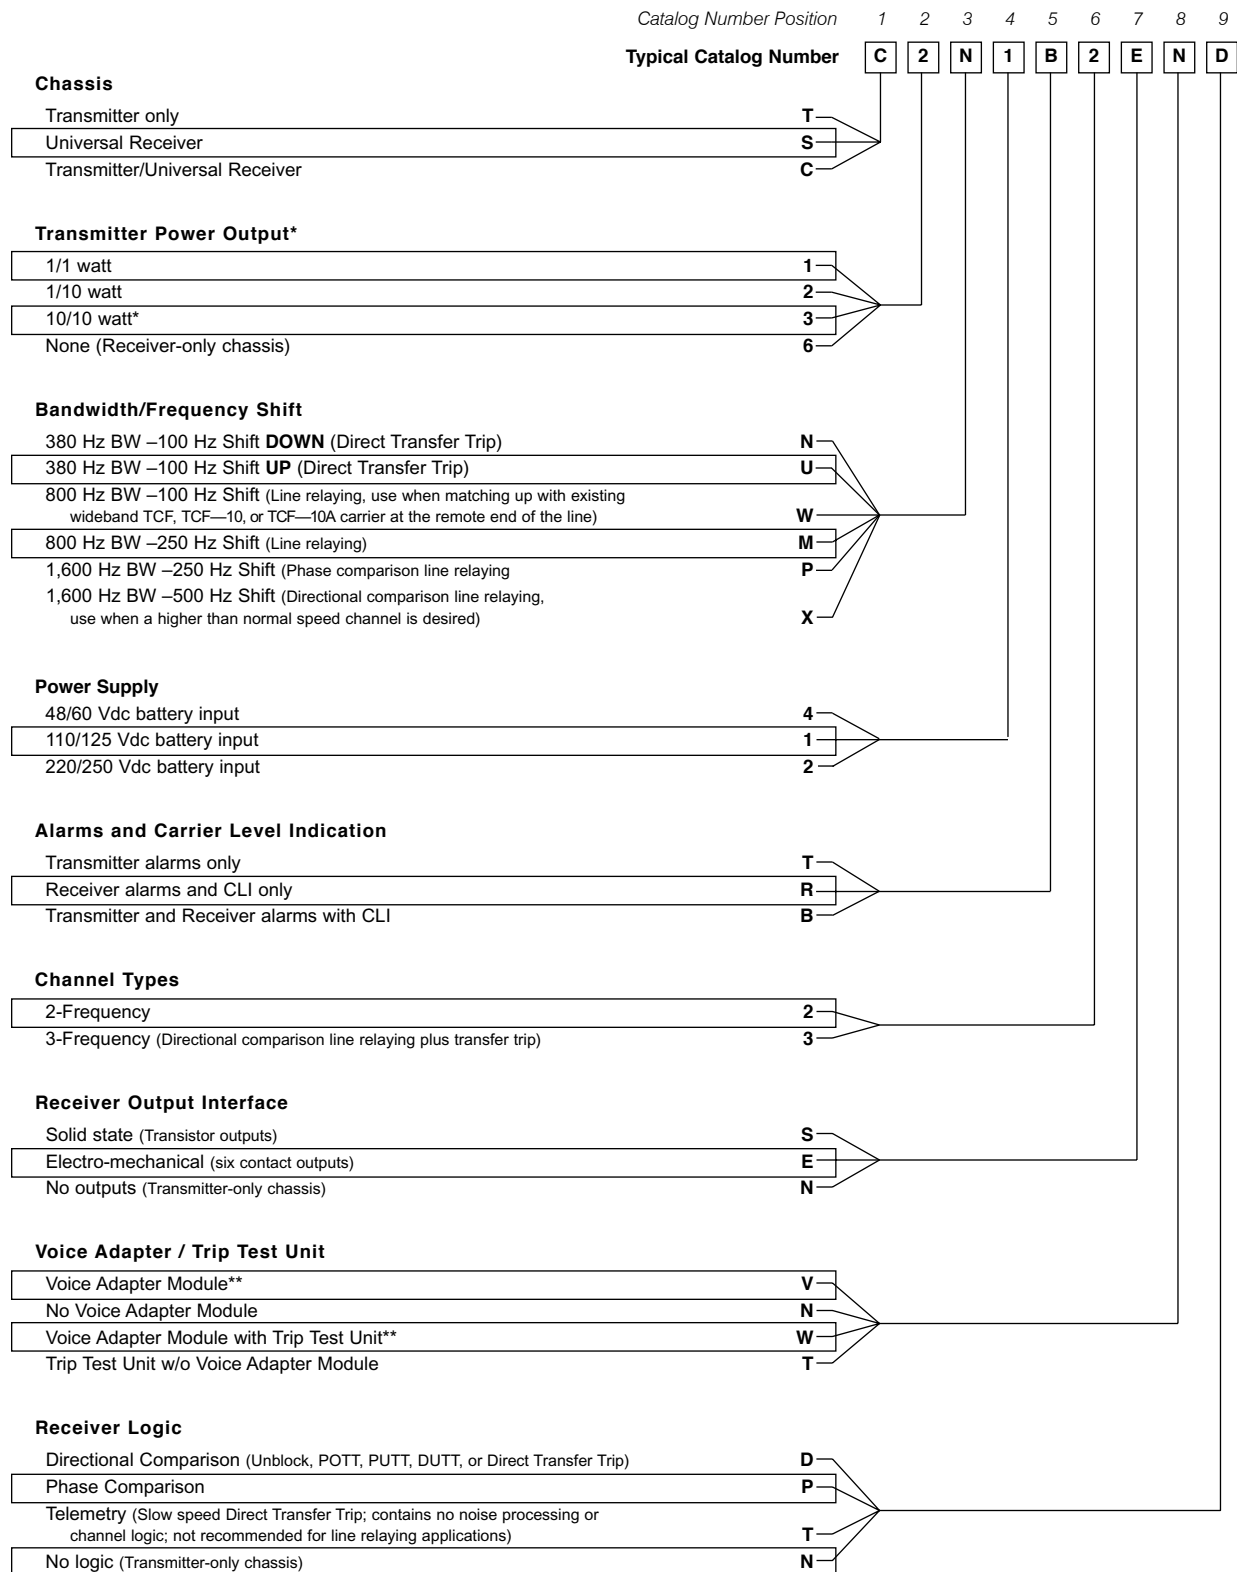 Catalog Number Position 1 2 3 4 5 6 7 8 9
Typical Catalog Number C 2 N 1 B 2 E N D
Chassis
Transmitter only T
Universal Receiver S
Transmitter/Universal Receiver C
Transmitter Power Output*
1/1 watt 1
1/10 watt 2
10/10 watt* 3
None (Receiver-only chassis) 6
Bandwidth/Frequency Shift
380 Hz BW –100 Hz Shift DOWN (Direct Transfer Trip) N
380 Hz BW –100 Hz Shift UP (Direct Transfer Trip) U
800 Hz BW –100 Hz Shift (Line relaying, use when matching up with existing
wideband TCF, TCF—10, or TCF—10A carrier at the remote end of the line) W
800 Hz BW –250 Hz Shift (Line relaying) M
1,600 Hz BW –250 Hz Shift (Phase comparison line relaying P
1,600 Hz BW –500 Hz Shift (Directional comparison line relaying,
use when a higher than normal speed channel is desired) X
Power Supply
48/60 Vdc battery input 4
110/125 Vdc battery input 1
220/250 Vdc battery input 2
Alarms and Carrier Level Indication
Transmitter alarms only T
Receiver alarms and CLI only R
Transmitter and Receiver alarms with CLI B
Channel Types
2-Frequency 2
3-Frequency (Directional comparison line relaying plus transfer trip) 3
Receiver Output Interface
Solid state (Transistor outputs) S
Electro-mechanical (six contact outputs) E
No outputs (Transmitter-only chassis) N
Voice Adapter / Trip Test Unit
Voice Adapter Module** V
No Voice Adapter Module N
Voice Adapter Module with Trip Test Unit** W
Trip Test Unit w/o Voice Adapter Module T
Receiver Logic
Directional Comparison (Unblock, POTT, PUTT, DUTT, or Direct Transfer Trip) D
Phase Comparison P
Telemetry (Slow speed Direct Transfer Trip; contains no noise processing or
channel logic; not recommended for line relaying applications) T
No logic (Transmitter-only chassis) N